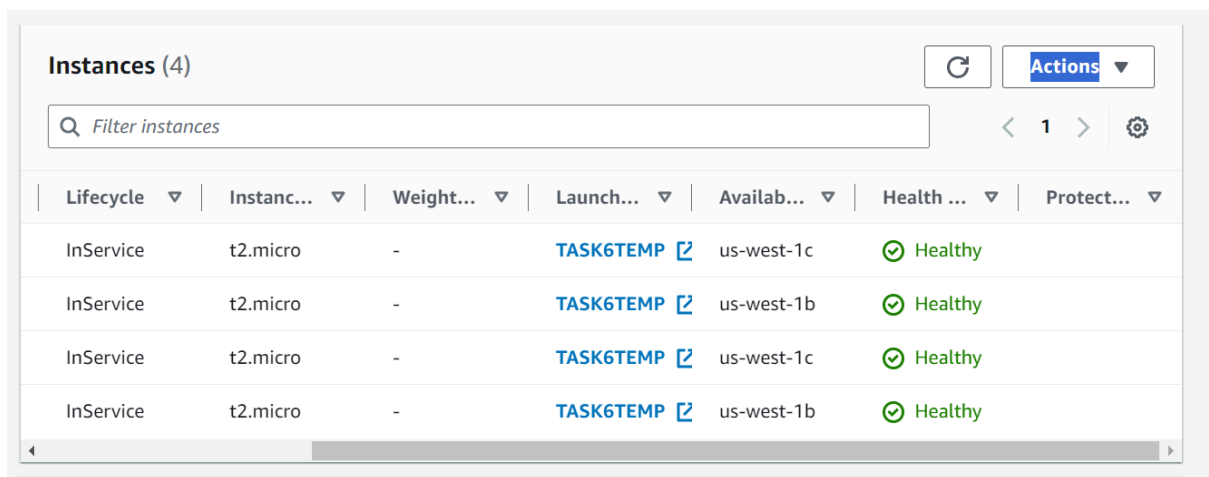 Instances (4)
Actions
Filter instances
1
Lifecycle Instanc... Weight... Launch... Availab... Health ... Protect...
InService t2.micro - TASK6TEMP us-west-1c Healthy
InService t2.micro - TASK6TEMP us-west-1b Healthy
InService t2.micro - TASK6TEMP us-west-1c Healthy
InService t2.micro - TASK6TEMP us-west-1b Healthy